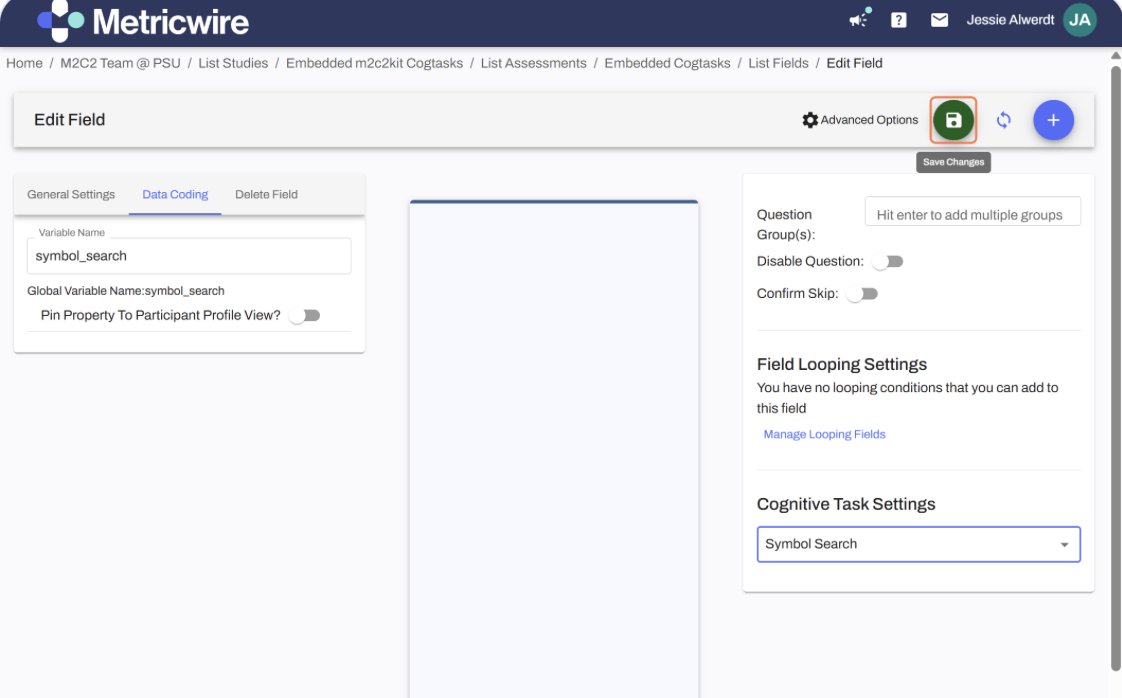 Metricwire
? Jessie Alwerdt JA
Home / M2C2 Team @ PSU / List Studies / Embedded m2c2kit Cogtasks / List Assessments / Embedded Cogtasks / List Fields / Edit Field
Edit Field
Advanced Options
Save Changes
General Settings Data Coding Delete Field
Variable Name
symbol_search
Global Variable Name:symbol_search
Pin Property To Participant Profile View?
Question
Group(s):
Hit enter to add multiple groups
Disable Question:
Confirm Skip:
Field Looping Settings
You have no looping conditions that you can add to
this field
Manage Looping Fields
Cognitive Task Settings
Symbol Search